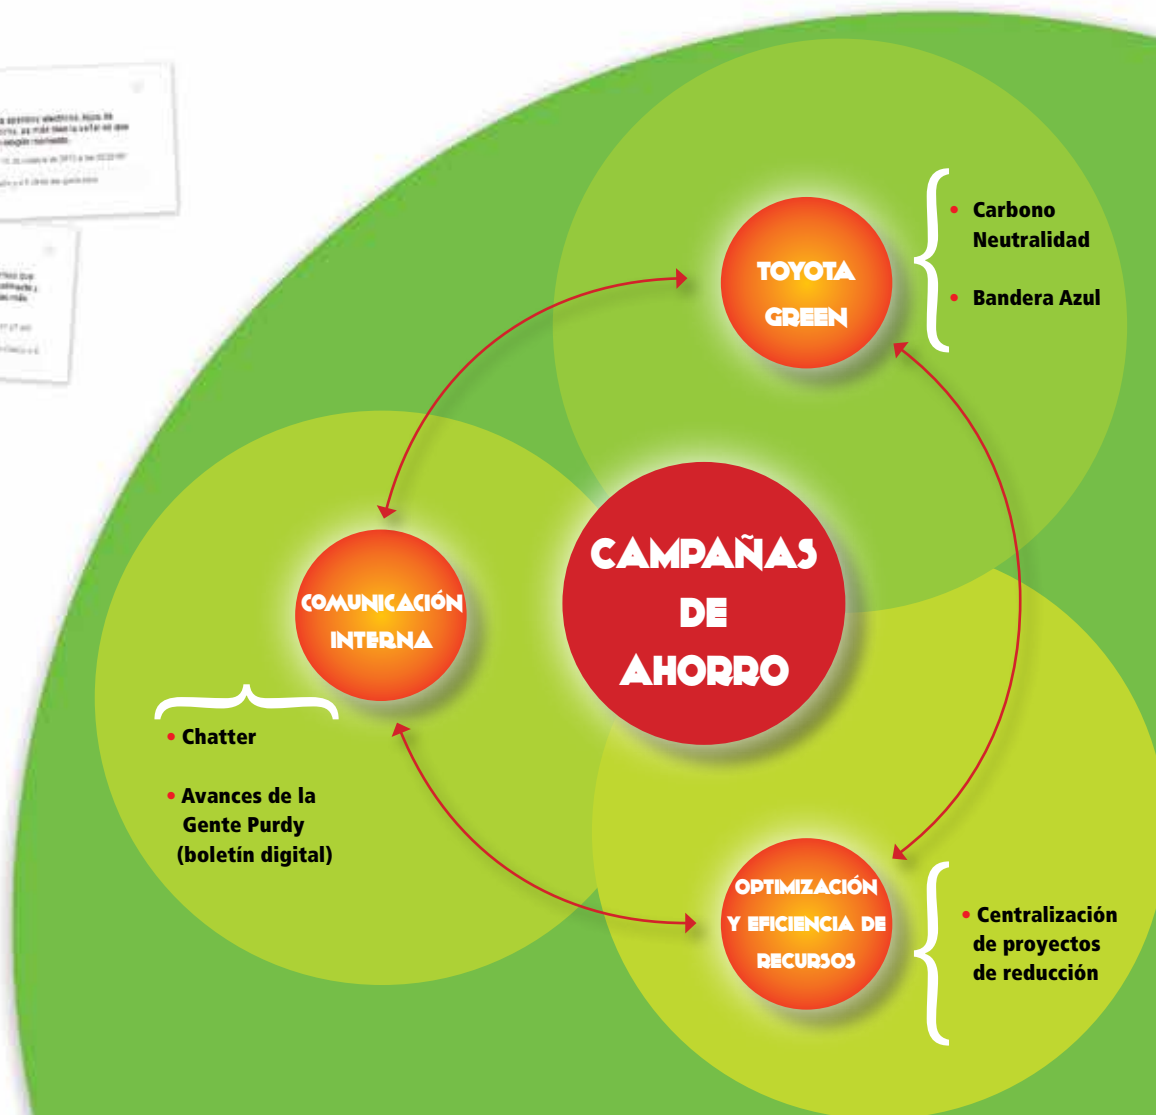 TOYOTA
GREEN
• Carbono
Neutralidad
• Bandera Azul
CAMPAÑAS
DE
AHORRO
COMUNICACIÓN
INTERNA
• Chatter
• Avances de la
Gente Purdy
(boletín digital)
OPTIMIZACIÓN
Y EFICIENCIA DE
RECURSOS
• Centralización
de proyectos
de reducción